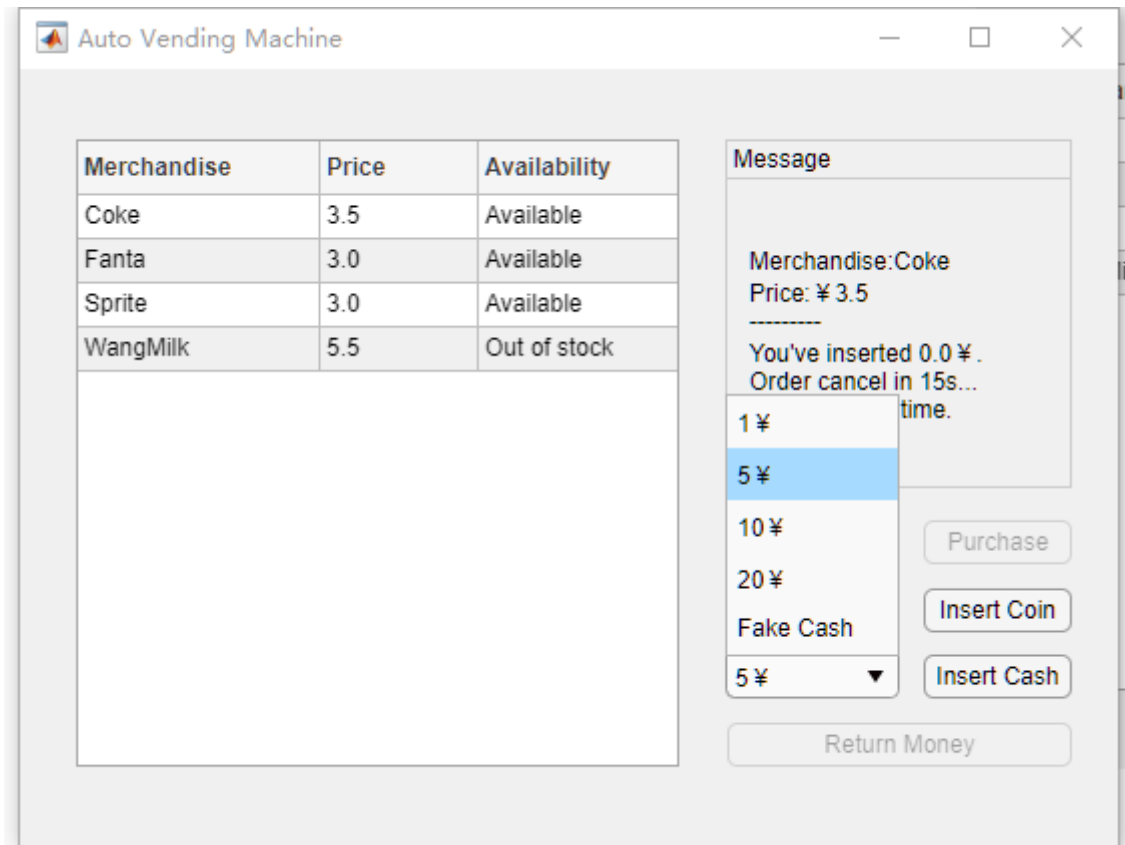 Auto Vending Machine
Merchandise Price Availability
Coke 3.5 Available
Fanta 3.0 Available
Sprite 3.0 Available
WangMilk 5.5 Out of stock
Message
Merchandise:Coke
Price: ¥ 3.5
---------
You've inserted 0.0 ¥ .
Order cancel in 15s...
time.
1 ¥
5 ¥
10 ¥
20 ¥
Fake Cash
5 ¥
Purchase
Insert Coin
Insert Cash
Return Money